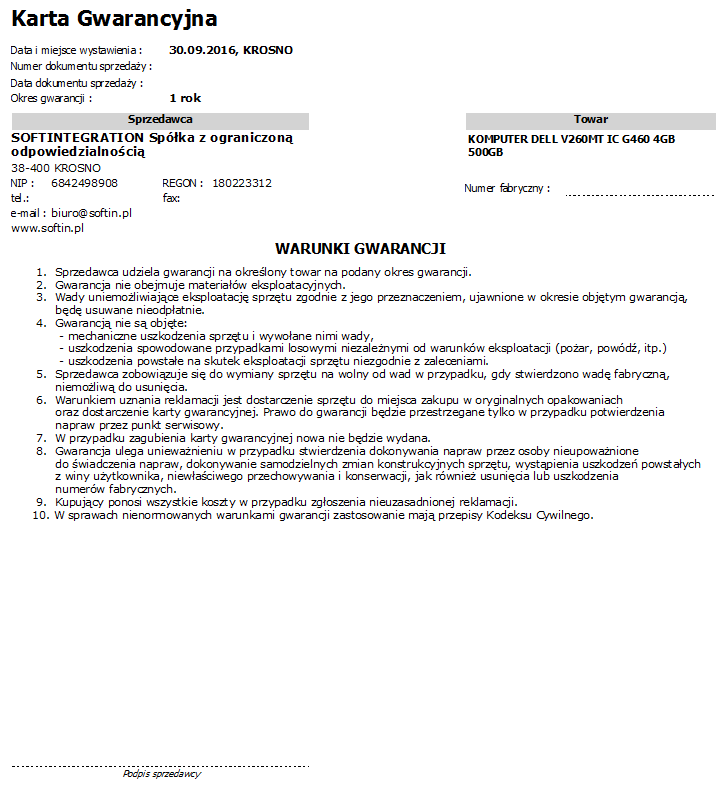 Karta Gwarancyjna
Data i miejsce wystawienia : 30.09.2016, KROSNO
Numer dokumentu sprzedaży :
Data dokumentu sprzedaży :
Okres gwarancji : 1 rok
Sprzedawca
SOFTINTEGRATION Spółka z ograniczoną
odpowiedzialnością
38-400 KROSNO
NIP : 6842498908 REGON : 180223312
tel.: fax:
e-mail : biuro@softin.pl
www.softin.pl
Towar
KOMPUTER DELL V260MT IC G460 4GB
500GB
Numer fabryczny :
WARUNKI GWARANCJI
1. Sprzedawca udziela gwarancji na określony towar na podany okres gwarancji.
2. Gwarancja nie obejmuje materiałów eksploatacyjnych.
3. Wady uniemożliwiające eksploatację sprzętu zgodnie z jego przeznaczeniem, ujawnione w okresie objętym gwarancją,
będę usuwane nieodpłatnie.
4. Gwarancją nie są objęte:
- mechaniczne uszkodzenia sprzętu i wywołane nimi wady,
- uszkodzenia spowodowane przypadkami losowymi niezależnymi od warunków eksploatacji (pożar, powódź, itp.)
- uszkodzenia powstałe na skutek eksploatacji sprzętu niezgodnie z zaleceniami.
5. Sprzedawca zobowiązuje się do wymiany sprzętu na wolny od wad w przypadku, gdy stwierdzono wadę fabryczną,
niemożliwą do usunięcia.
6. Warunkiem uznania reklamacji jest dostarczenie sprzętu do miejsca zakupu w oryginalnych opakowaniach
oraz dostarczenie karty gwarancyjnej. Prawo do gwarancji będzie przestrzegane tylko w przypadku potwierdzenia
napraw przez punkt serwisowy.
7. W przypadku zagubienia karty gwarancyjnej nowa nie będzie wydana.
8. Gwarancja ulega unieważnieniu w przypadku stwierdzenia dokonywania napraw przez osoby nieupoważnione
do świadczenia napraw, dokonywanie samodzielnych zmian konstrukcyjnych sprzętu, wystąpienia uszkodzeń powstałych
z winy użytkownika, niewłaściwego przechowywania i konserwacji, jak również usunięcia lub uszkodzenia
numerów fabrycznych.
9. Kupujący ponosi wszystkie koszty w przypadku zgłoszenia nieuzasadnionej reklamacji.
10. W sprawach nienormowanych warunkami gwarancji zastosowanie mają przepisy Kodeksu Cywilnego.
Podpis sprzedawcy